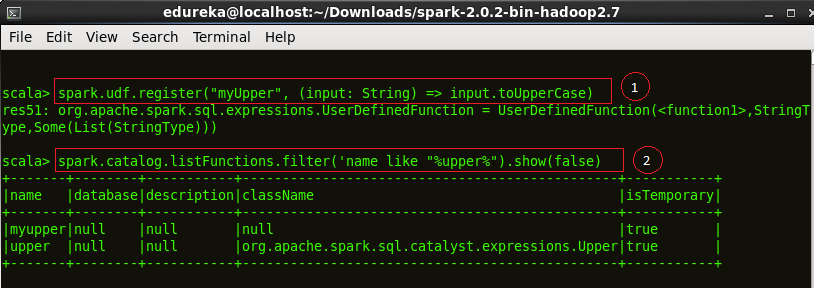 edureka@localhost:~/Downloads/spark-2.0.2-bin-hadoop2.7
File Edit View Search Terminal Help
scala> spark.udf.register("myUpper", (input: String) => input.toUpperCase) 1
res51: org.apache.spark.sql.expressions.UserDefinedFunction = UserDefinedFunction(<function1>,StringT
ype,Some(List(StringType)))
scala> spark.catalog.listFunctions.filter('name like "%upper%").show(false) 2
+-------+--------+-----------+-----------------------------------------------+-----------+
|name   |database|description|className                                      |isTemporary|
+-------+--------+-----------+-----------------------------------------------+-----------+
|myupper|null    |null       |null                                           |true       |
|upper  |null    |null       |org.apache.spark.sql.catalyst.expressions.Upper|true       |
+-------+--------+-----------+-----------------------------------------------+-----------+